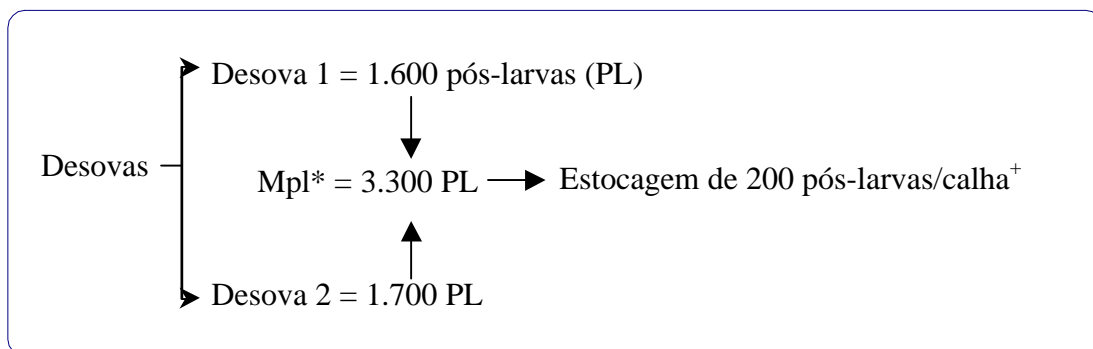 Desova 1 = 1.600 pós-larvas (PL)
Desovas
Mpl* = 3.300 PL
Estocagem de 200 pós-larvas/calha⁺
Desova 2 = 1.700 PL